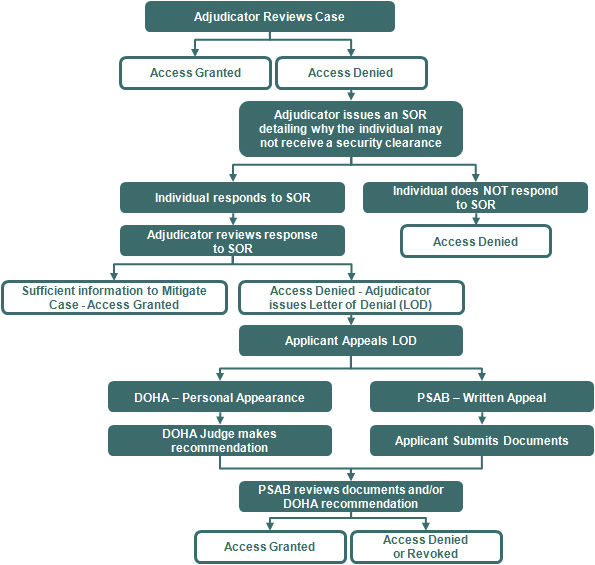 Adjudicator Reviews Case
Access Granted
Access Denied
Adjudicator issues an SOR
detailing why the individual may
not receive a security clearance
Individual responds to SOR
Individual does NOT respond
to SOR
Adjudicator reviews response
to SOR
Access Denied
Sufficient information to Mitigate
Case - Access Granted
Access Denied - Adjudicator
issues Letter of Denial (LOD)
Applicant Appeals LOD
DOHA – Personal Appearance
PSAB – Written Appeal
DOHA Judge makes
recommendation
Applicant Submits Documents
PSAB reviews documents and/or
DOHA recommendation
Access Granted
Access Denied
or Revoked